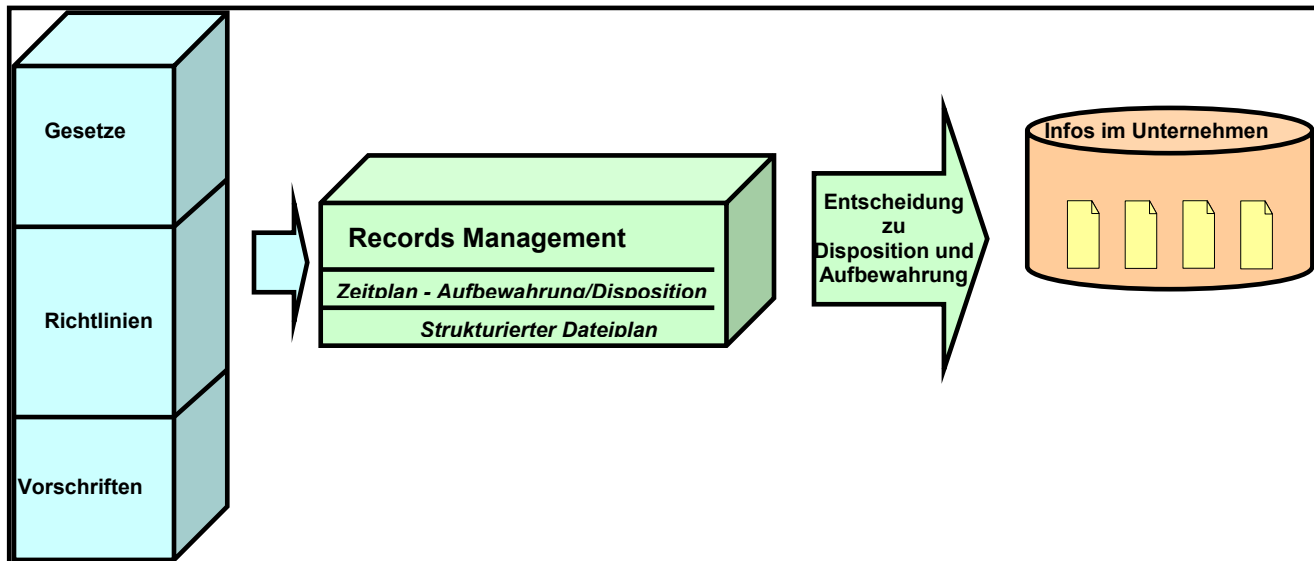 Gesetze
Richtlinien
Vorschriften
Records Management
Zeitplan - Aufbewahrung/Disposition
Strukturierter Dateiplan
Entscheidung
zu
Disposition und
Aufbewahrung
Infos im Unternehmen